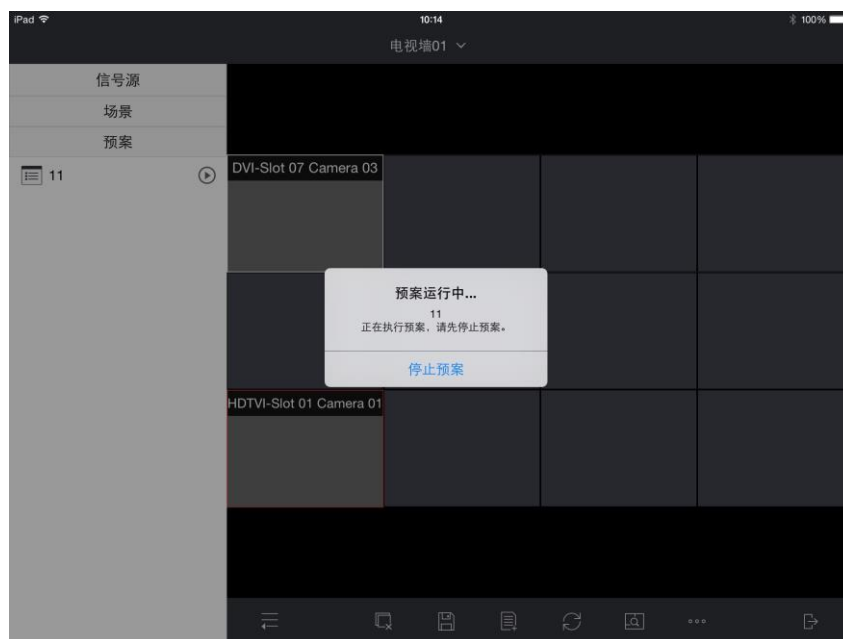 iPad
10:14
100%
电视墙01
信号源
场景
预案
11
DVI-Slot 07 Camera 03
预案运行中...
11
正在执行预案，请先停止预案。
停止预案
HDTVI-Slot 01 Camera 01